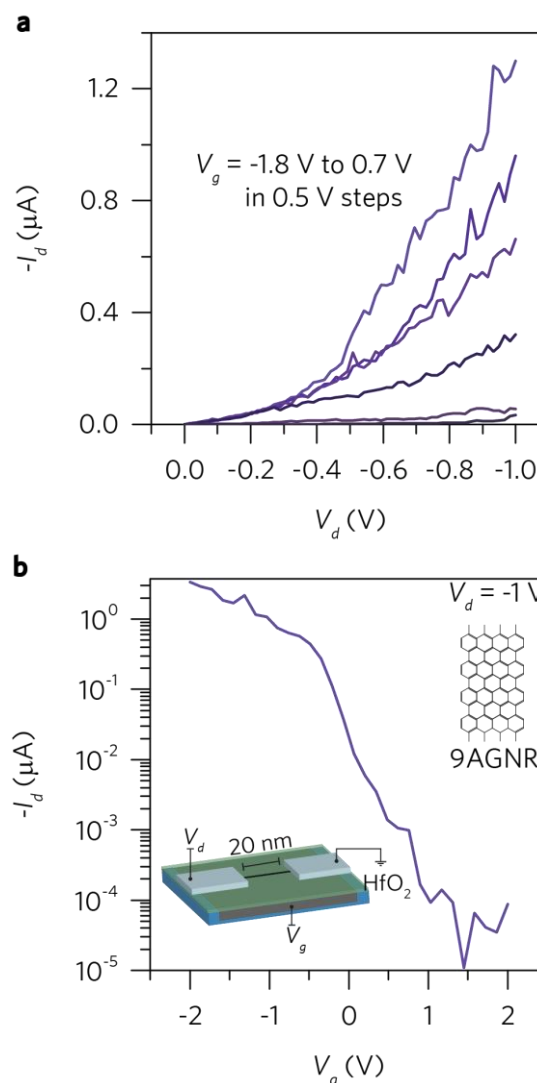 a
1.2
0.8
0.4
0.0
-I_d (μA)
V_g = -1.8 V to 0.7 V
in 0.5 V steps
0.0 -0.2 -0.4 -0.6 -0.8 -1.0
V_d (V)
b
V_d = -1 V
10⁰
10⁻¹
10⁻²
10⁻³
10⁻⁴
10⁻⁵
-I_d (μA)
9AGNR
V_d
20 nm
HfO₂
V_g
-2 -1 0 1 2
V_g (V)